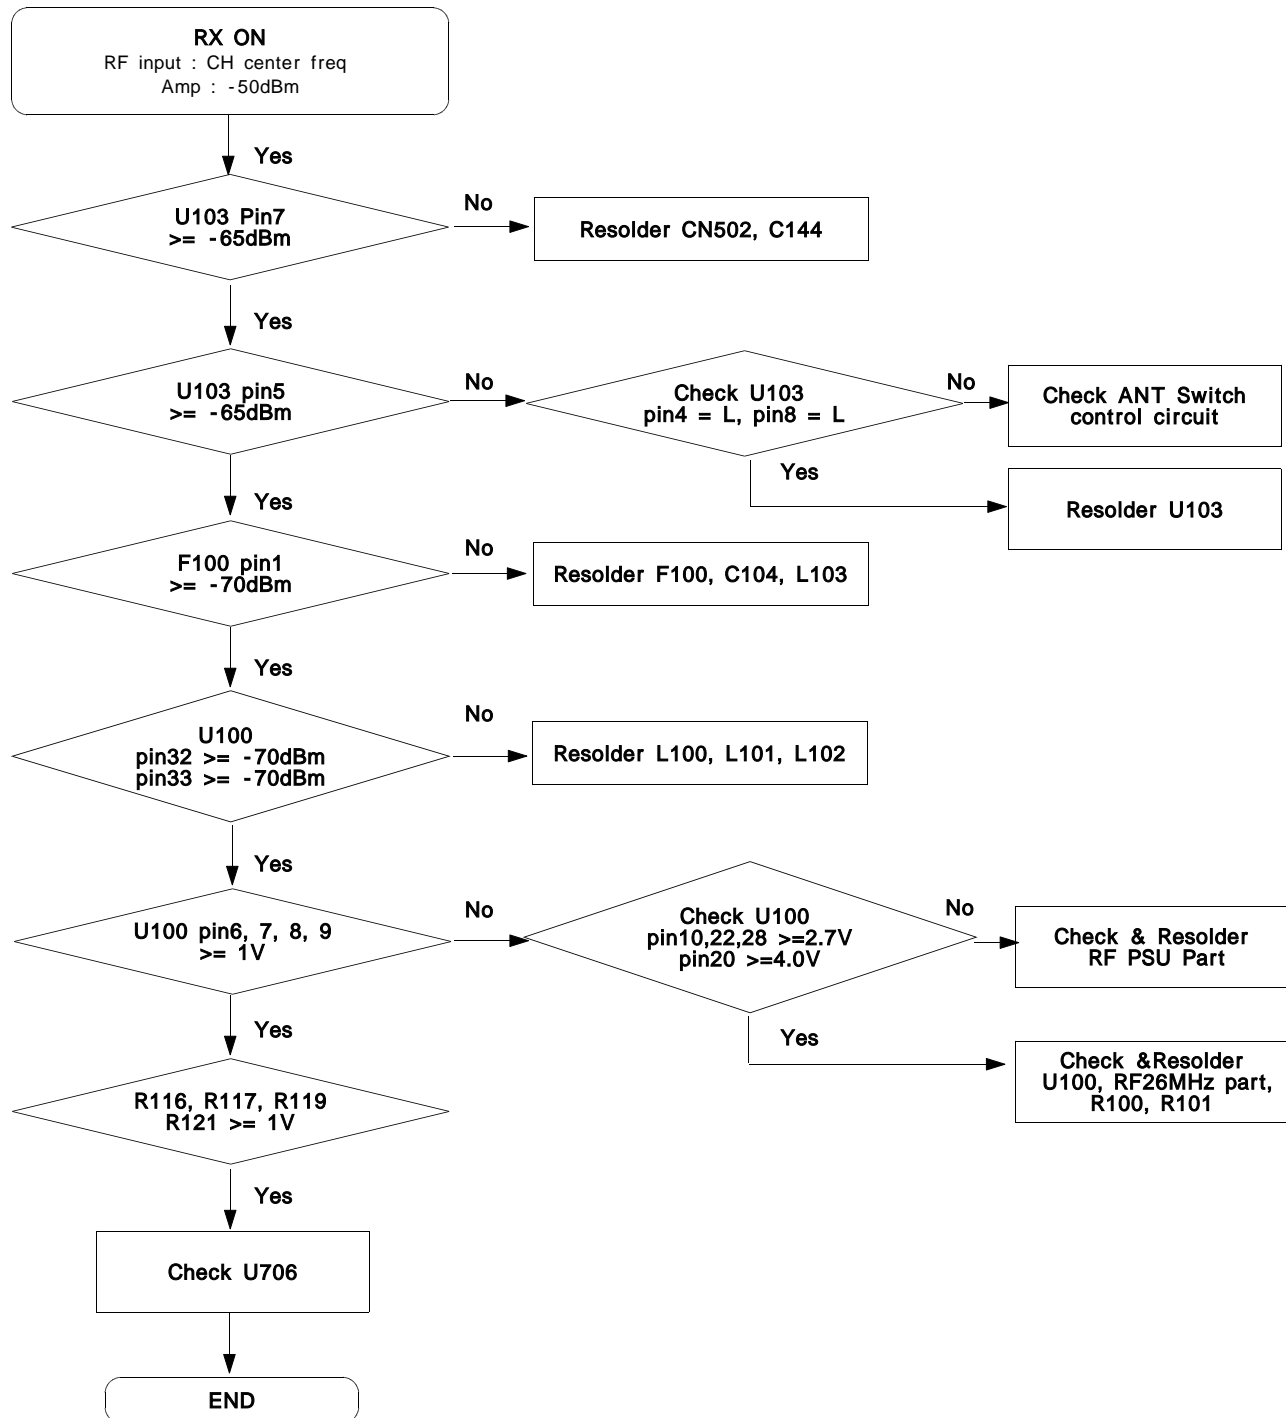 RX ON
RF input : CH center freq
Amp : -50dBm
Yes
U103 Pin7
>= -65dBm
No
Resolder CN502, C144
Yes
U103 pin5
>= -65dBm
No
Check U103
pin4 = L, pin8 = L
No
Check ANT Switch
control circuit
Yes
Resolder U103
Yes
F100 pin1
>= -70dBm
No
Resolder F100, C104, L103
Yes
U100
pin32 >= -70dBm
pin33 >= -70dBm
No
Resolder L100, L101, L102
Yes
U100 pin6, 7, 8, 9
>= 1V
No
Check U100
pin10,22,28 >=2.7V
pin20 >=4.0V
No
Check & Resolder
RF PSU Part
Yes
Check &Resolder
U100, RF26MHz part,
R100, R101
Yes
R116, R117, R119
R121 >= 1V
Yes
Check U706
END